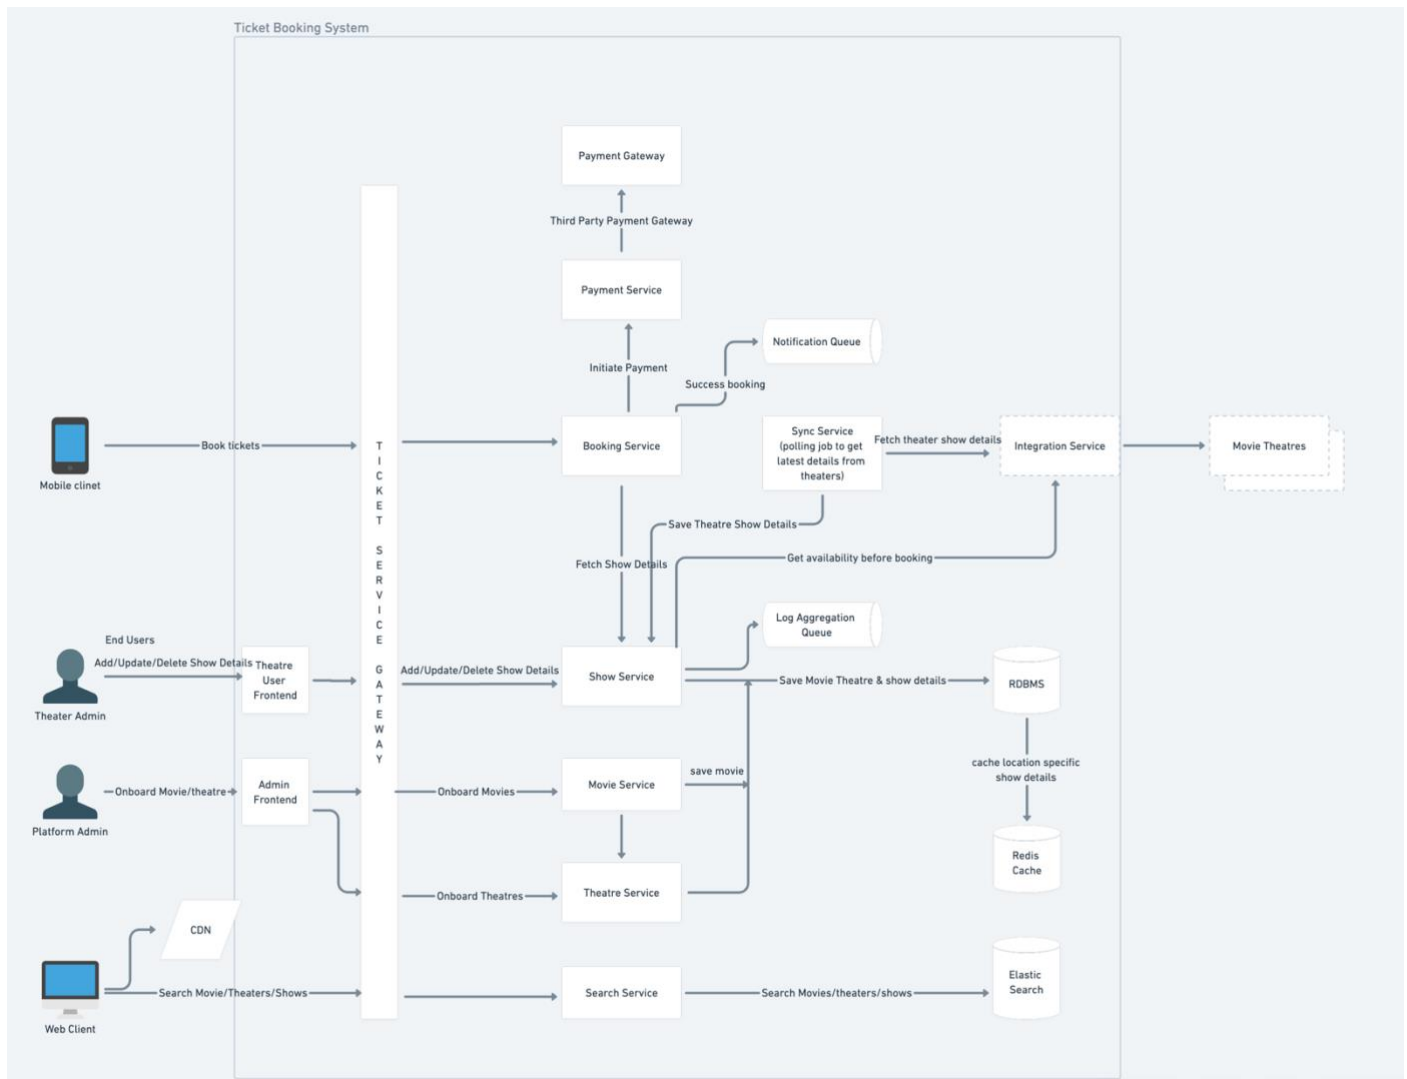 Ticket Booking System
Payment Gateway
Third Party Payment Gateway
Payment Service
Notification Queue
Initiate Payment
Success booking
Mobile clinet
Book tickets
T
I
C
K
E
T
S
E
R
V
I
C
E
G
A
T
E
W
A
Y
Booking Service
Sync Service
(polling job to get
latest details from
theaters)
Fetch theater show details
Integration Service
Movie Theatres
Save Theatre Show Details
Fetch Show Details
Get availability before booking
Log Aggregation
Queue
End Users
Add/Update/Delete Show Details
Theatre
User
Frontend
Theater Admin
Add/Update/Delete Show Details
Show Service
Save Movie Theatre & show details
RDBMS
cache location specific
show details
Onboard Movie/theatre
Platform Admin
Admin
Frontend
Onboard Movies
Movie Service
save movie
Redis
Cache
Onboard Theatres
Theatre Service
CDN
Web Client
Search Movie/Theaters/Shows
Search Service
Search Movies/theaters/shows
Elastic
Search